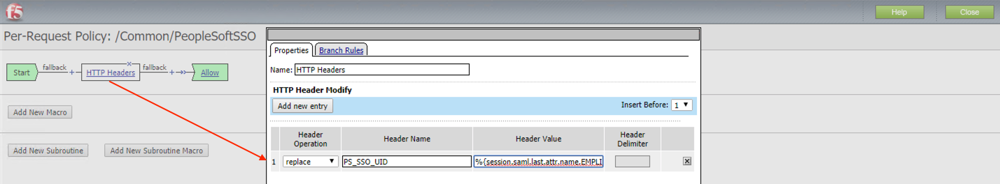 f5
Help
Close
Per-Request Policy: /Common/PeopleSoftSSO
Start
fallback
+
HTTP Headers
×
fallback
+
Allow
Add New Macro
Add New Subroutine
Add New Subroutine Macro
Properties
Branch Rules
Name:
HTTP Headers
HTTP Header Modify
Add new entry
Insert Before:
1
Header Operation
Header Name
Header Value
Header Delimiter
1
replace
PS_SSO_UID
%{session.saml.last.attr.name.EMPLI